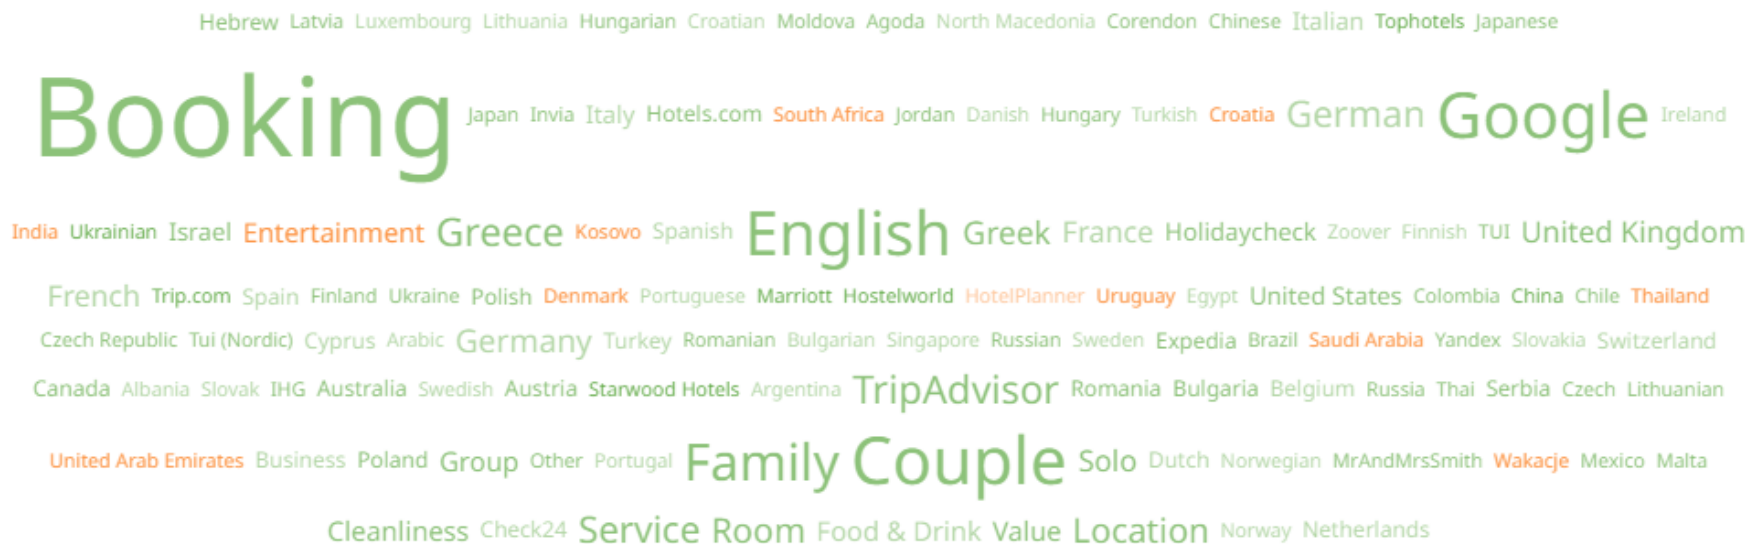 Hebrew Latvia Luxembourg Lithuania Hungarian Croatian Moldova Agoda North Macedonia Corendon Chinese Italian Tophotels Japanese
Booking Japan Invia Italy Hotels.com South Africa Jordan Danish Hungary Turkish Croatia German Google Ireland
India Ukrainian Israel Entertainment Greece Kosovo Spanish English Greek France Holidaycheck Zoover Finnish TUI United Kingdom
French Trip.com Spain Finland Ukraine Polish Denmark Portuguese Marriott Hostelworld HotelPlanner Uruguay Egypt United States Colombia China Chile Thailand
Czech Republic Tui (Nordic) Cyprus Arabic Germany Turkey Romanian Bulgarian Singapore Russian Sweden Expedia Brazil Saudi Arabia Yandex Slovakia Switzerland
Canada Albania Slovak IHG Australia Swedish Austria Starwood Hotels Argentina TripAdvisor Romania Bulgaria Belgium Russia Thai Serbia Czech Lithuanian
United Arab Emirates Business Poland Group Other Portugal Family Couple Solo Dutch Norwegian MrAndMrsSmith Wakacje Mexico Malta
Cleanliness Check24 Service Room Food & Drink Value Location Norway Netherlands